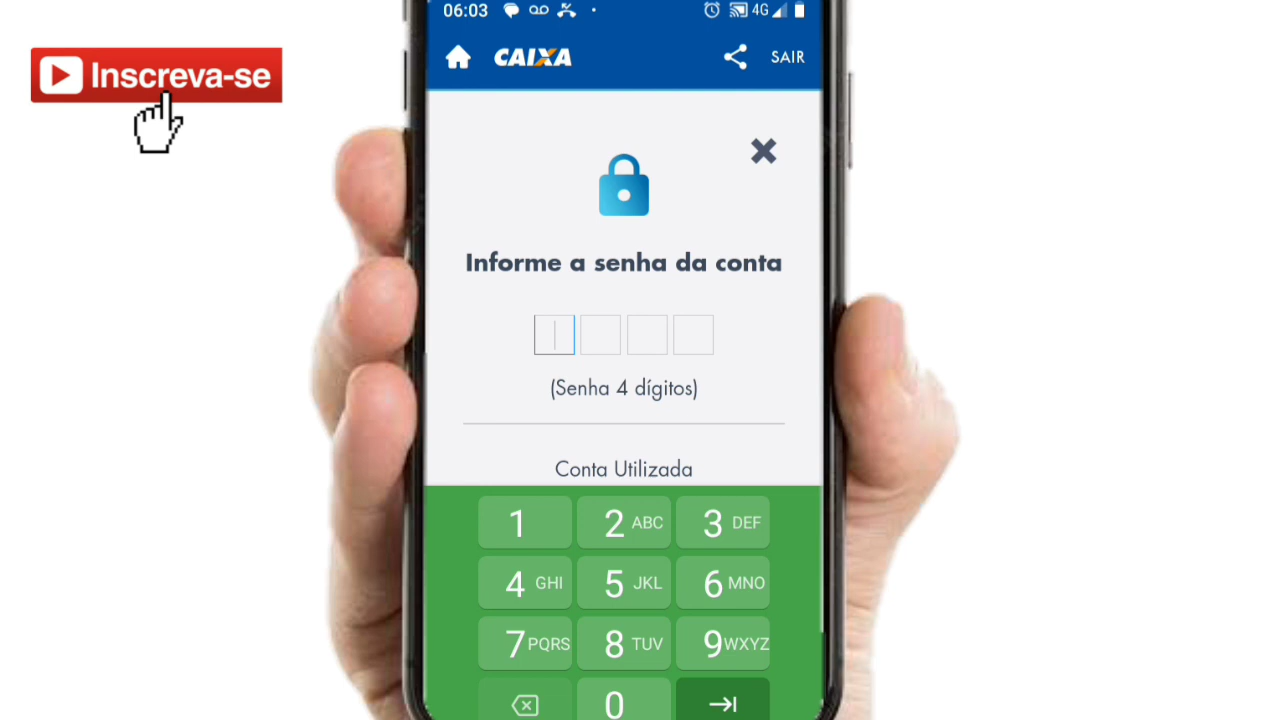 Inscreva-se
06:03
4G
CAIXA
SAIR
Informe a senha da conta
(Senha 4 dígitos)
Conta Utilizada
1
2 ABC
3 DEF
4 GHI
5 JKL
6 MNO
7 PQRS
8 TUV
9 WXYZ
0